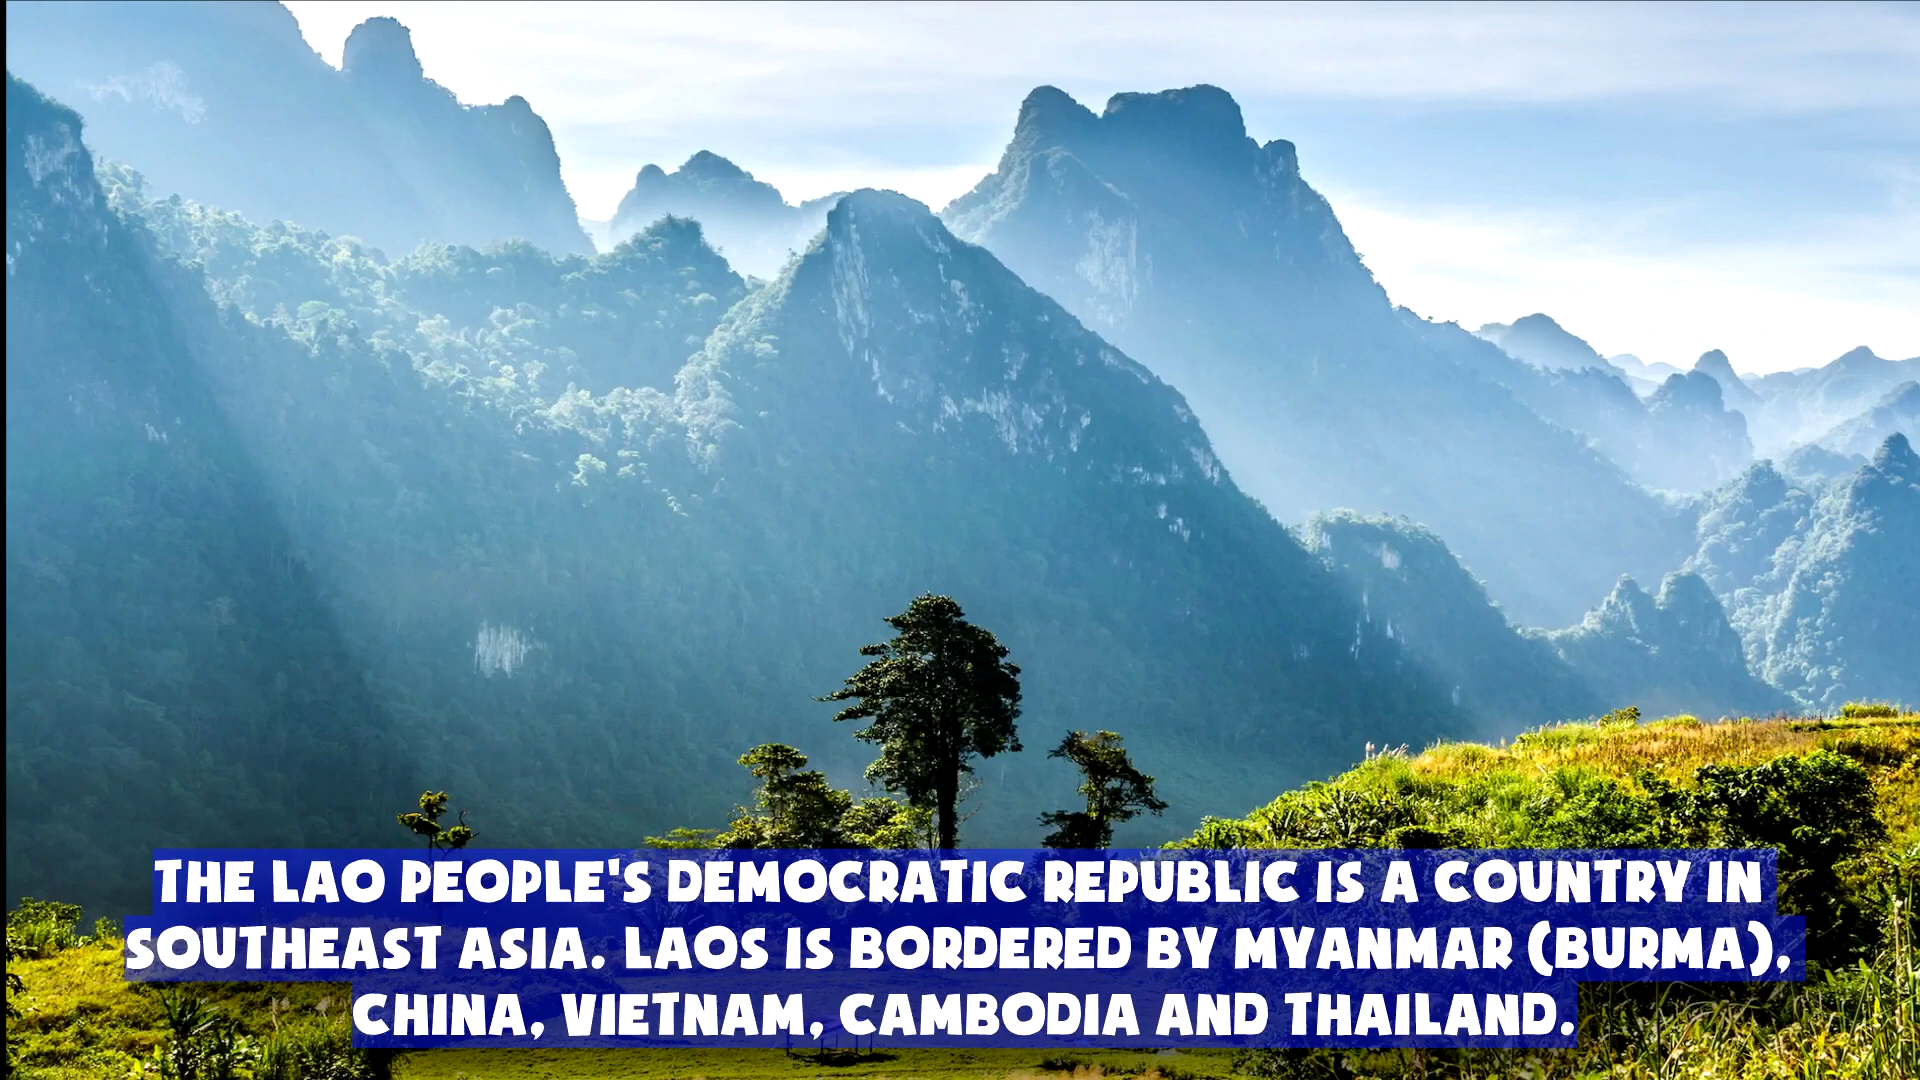 THE LAO PEOPLE'S DEMOCRATIC REPUBLIC IS A COUNTRY IN
SOUTHEAST ASIA. LAOS IS BORDERED BY MYANMAR (BURMA),
CHINA, VIETNAM, CAMBODIA AND THAILAND.